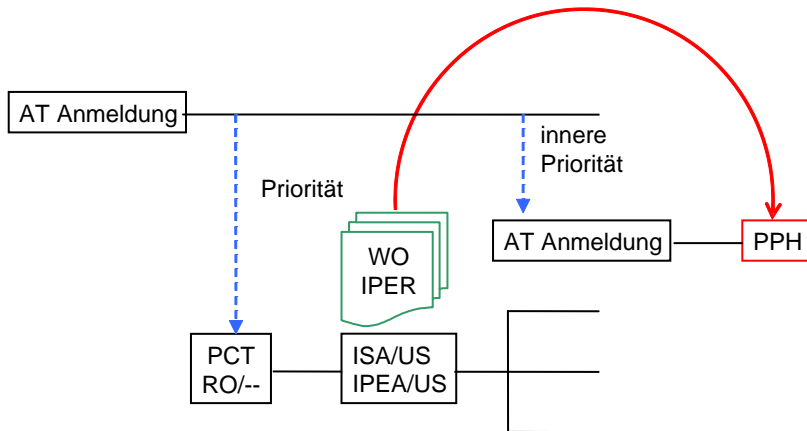 AT Anmeldung
innere
Priorität
Priorität
WO
IPER
AT Anmeldung
PPH
PCT
RO/--
ISA/US
IPEA/US